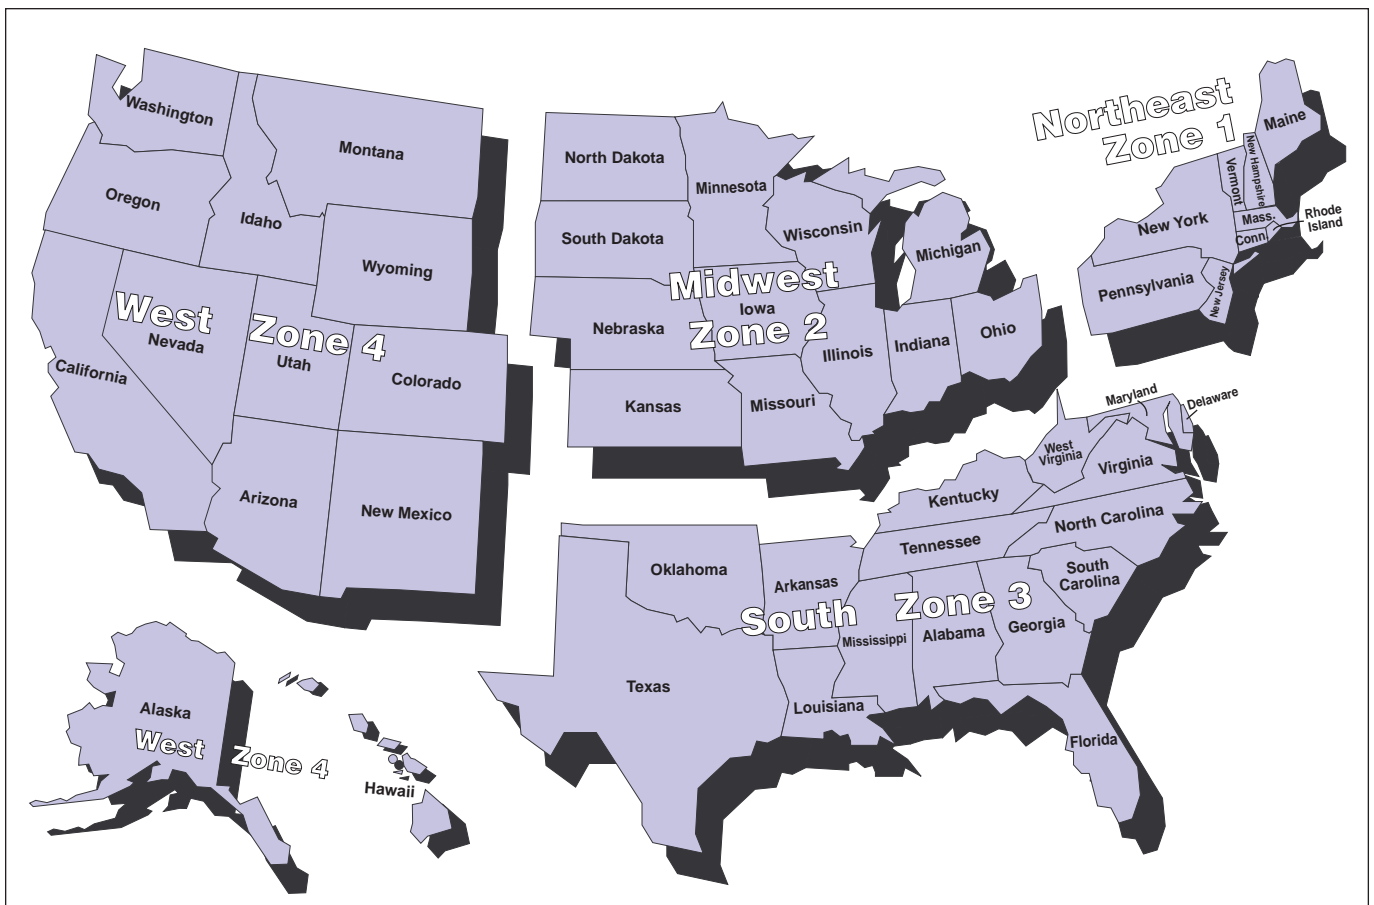 Northeast
Zone 1
Maine
New Hampshire
Vermont
New York
Mass.
Rhode
Island
Conn.
Pennsylvania
New Jersey
Washington
Montana
Oregon
Idaho
Wyoming
West
Zone 4
Nevada
Utah
California
Colorado
Arizona
New Mexico
North Dakota
Minnesota
South Dakota
Wisconsin
Michigan
Midwest
Zone 2
Iowa
Nebraska
Illinois
Indiana
Ohio
Kansas
Missouri
Maryland
Delaware
West
Virginia
Virginia
Kentucky
North Carolina
Tennessee
South
Carolina
Oklahoma
Arkansas
South
Zone 3
Mississippi
Alabama
Georgia
Texas
Louisiana
Florida
Alaska
West
Zone 4
Hawaii